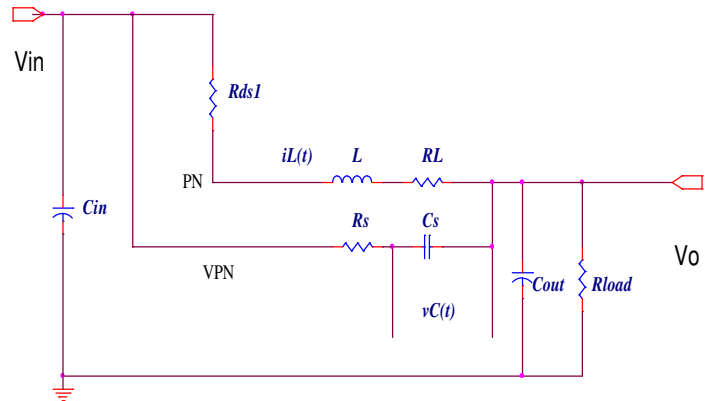 Vin
Rds1
iL(t) L RL
PN
Cin
Rs Cs
VPN
Vo
Cout Rload
vC(t)